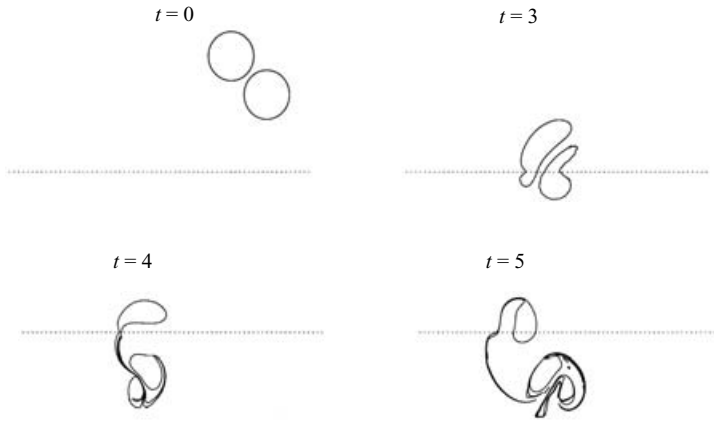 t = 0
t = 3
t = 4
t = 5